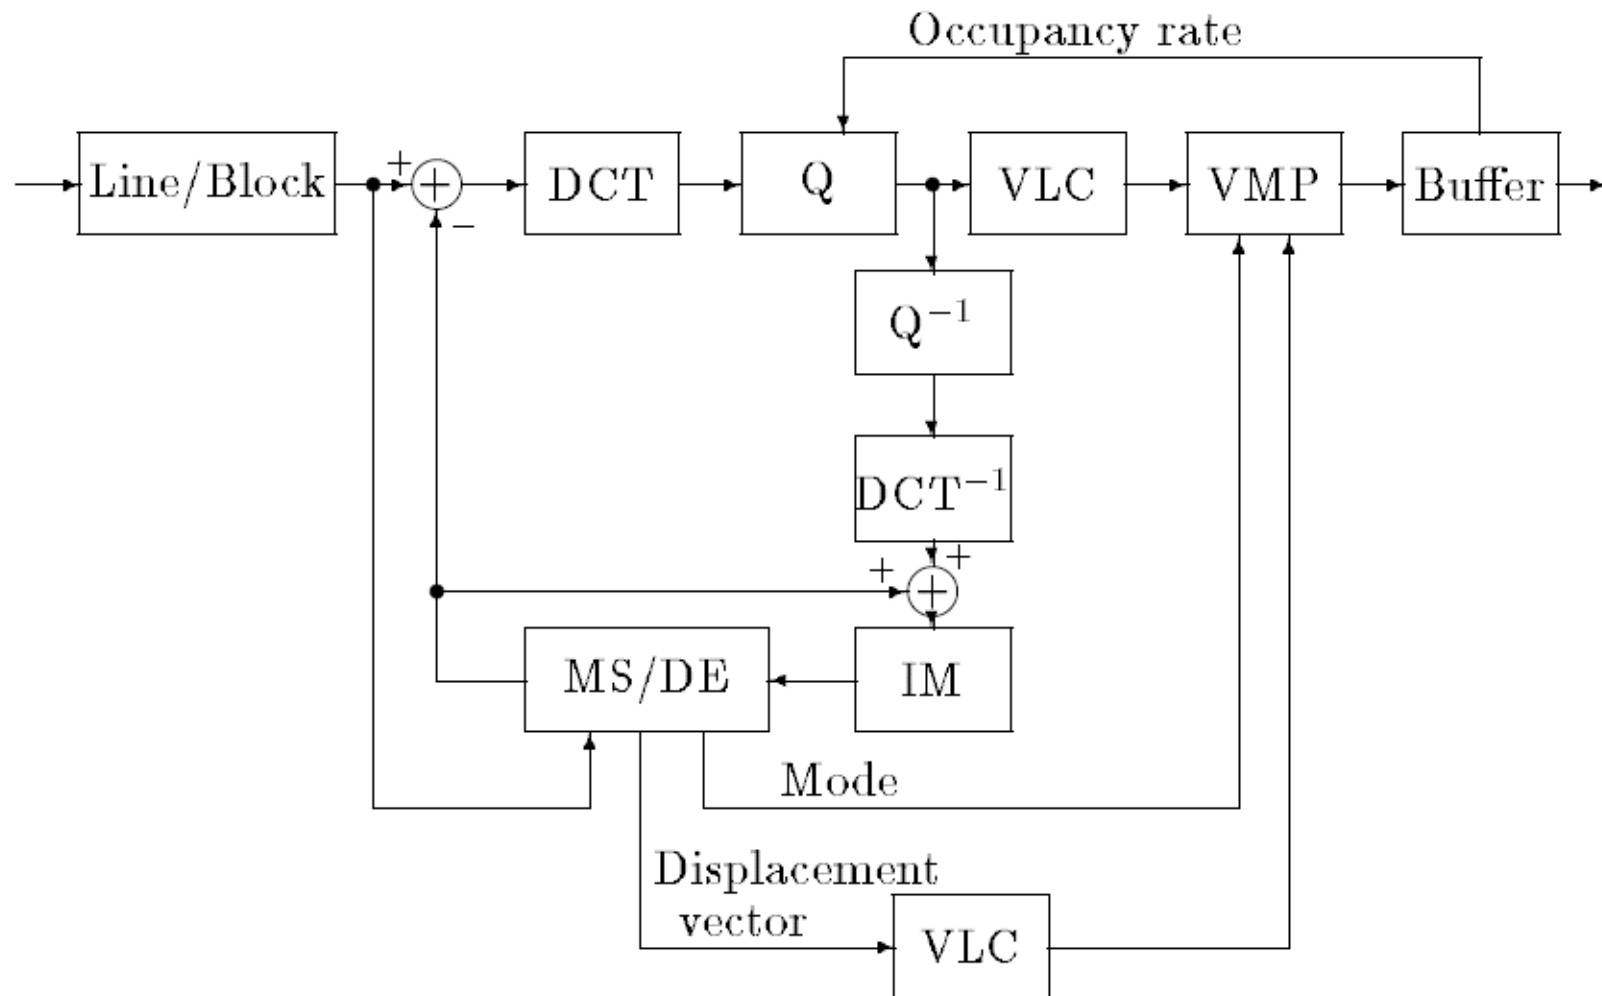 Occupancy rate
Line/Block
+
+
−
DCT
Q
VLC
VMP
Buffer
Q⁻¹
DCT⁻¹
+
+
+
MS/DE
IM
Mode
Displacement
vector
VLC